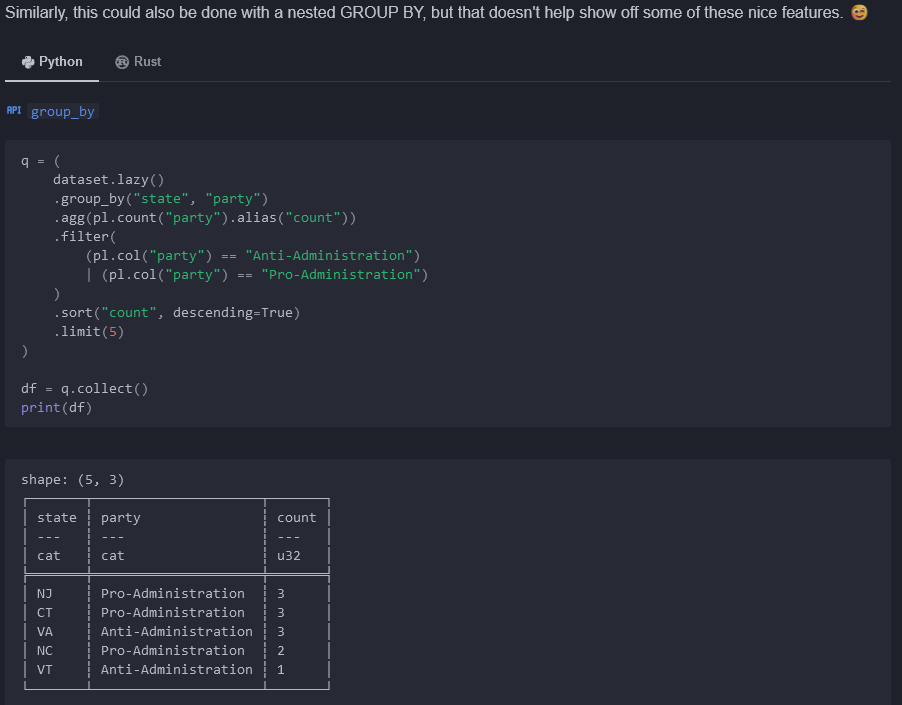 Similarly, this could also be done with a nested GROUP BY, but that doesn't help show off some of these nice features. 😉
Python Rust
API group_by
q = (
    dataset.lazy()
    .group_by("state", "party")
    .agg(pl.count("party").alias("count"))
    .filter(
        (pl.col("party") == "Anti-Administration")
        | (pl.col("party") == "Pro-Administration")
    )
    .sort("count", descending=True)
    .limit(5)
)
df = q.collect()
print(df)
shape: (5, 3)
state party count
--- --- ---
cat cat u32
NJ Pro-Administration 3
CT Pro-Administration 3
VA Anti-Administration 3
NC Pro-Administration 2
VT Anti-Administration 1